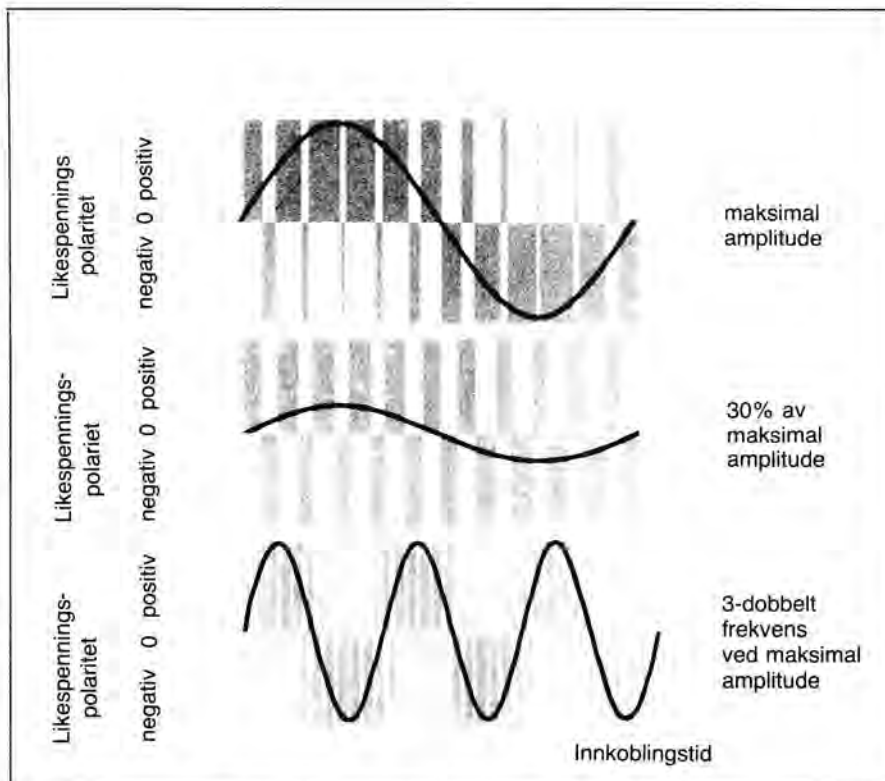 Likespennings
polaritet
negativ 0 positiv
maksimal
amplitude
Likespennings-
polariet
negativ 0 positiv
30% av
maksimal
amplitude
Likespennings-
polaritet
negativ 0 positiv
3-dobbelt
frekvens
ved maksimal
amplitude
Innkoblingstid